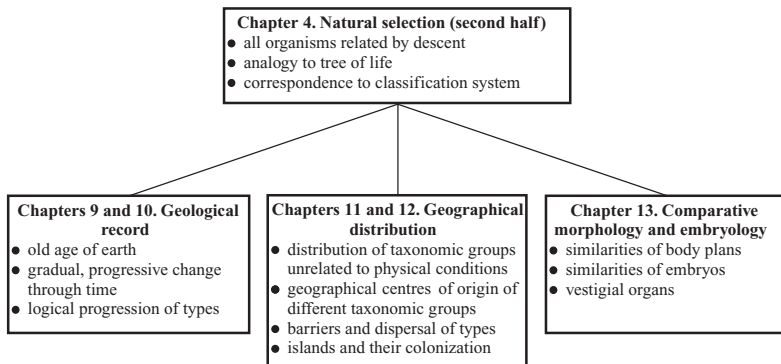 Chapter 4. Natural selection (second half)
● all organisms related by descent
● analogy to tree of life
● correspondence to classification system
Chapters 9 and 10. Geological
record
● old age of earth
● gradual, progressive change
through time
● logical progression of types
Chapters 11 and 12. Geographical
distribution
● distribution of taxonomic groups
unrelated to physical conditions
● geographical centres of origin of
different taxonomic groups
● barriers and dispersal of types
● islands and their colonization
Chapter 13. Comparative
morphology and embryology
● similarities of body plans
● similarities of embryos
● vestigial organs